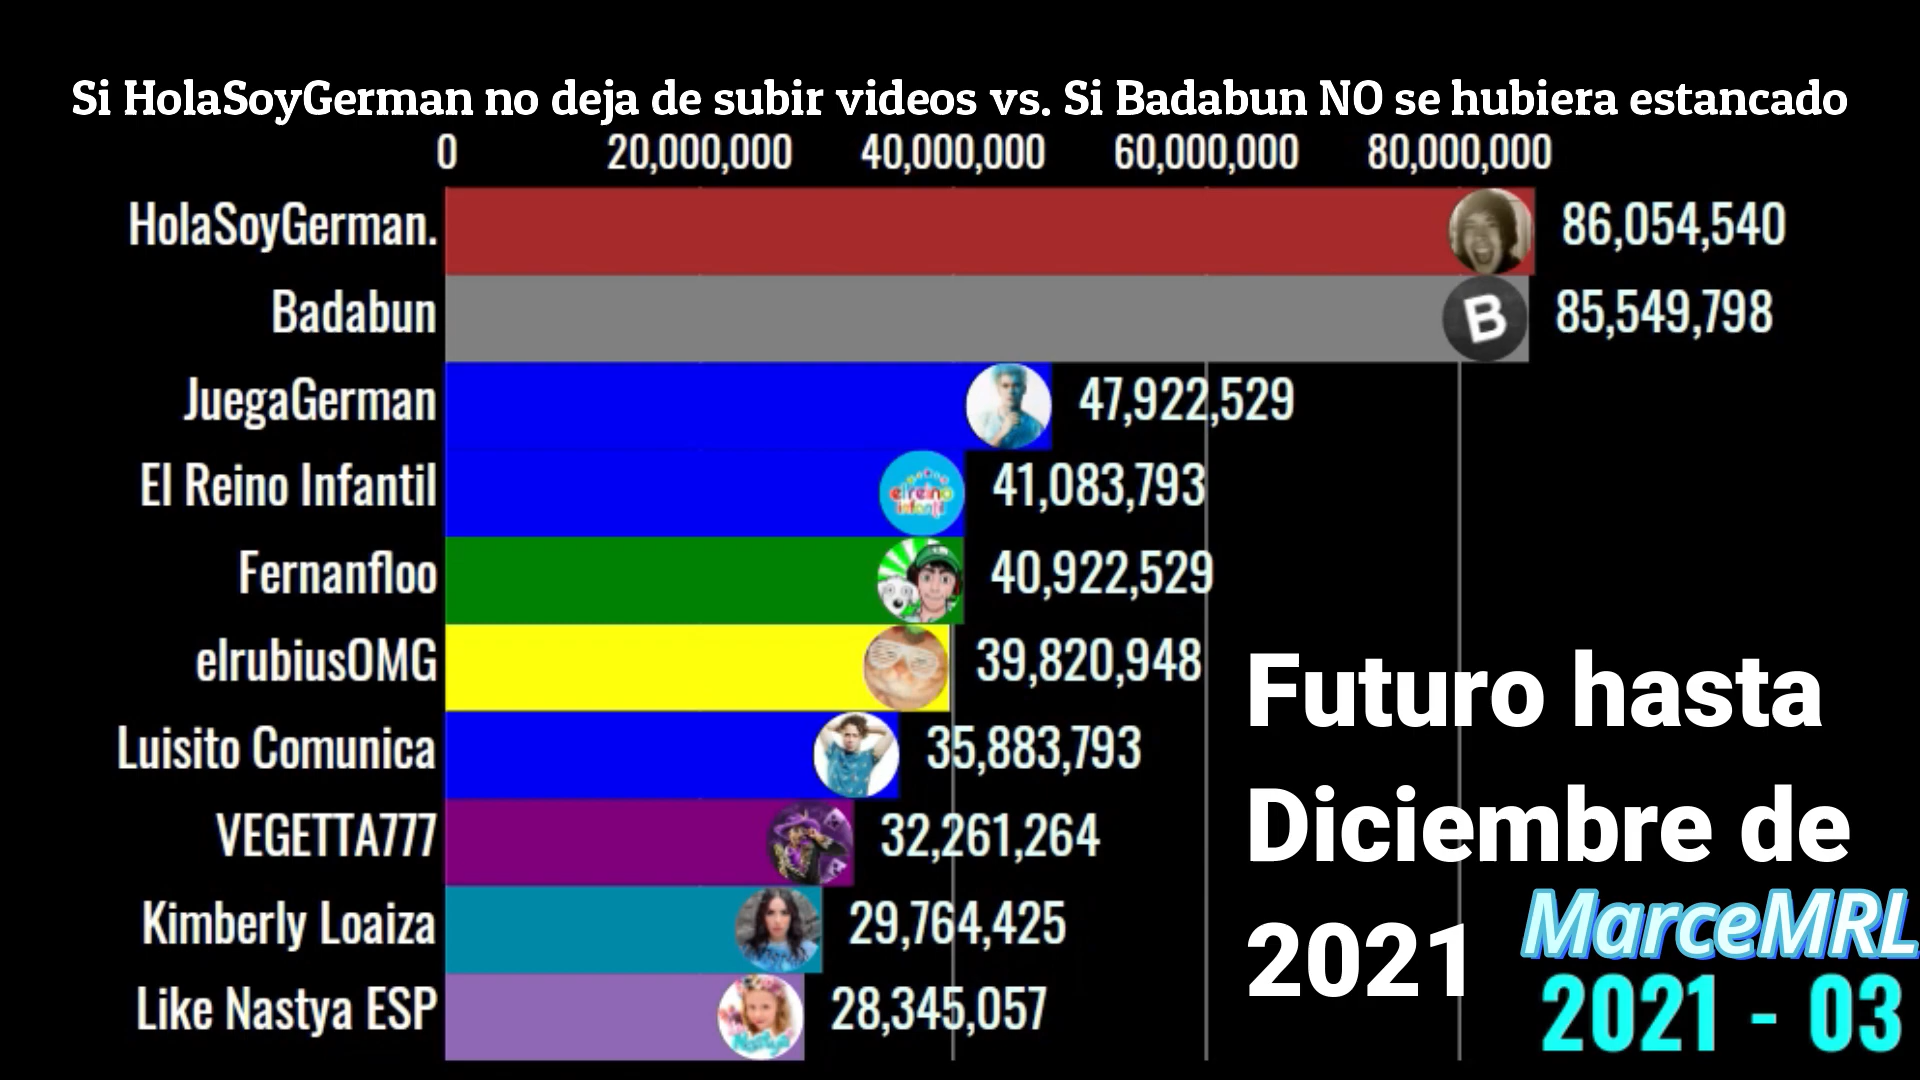 Si HolaSoyGerman no deja de subir videos vs. Si Badabun NO se hubiera estancado
0 20,000,000 40,000,000 60,000,000 80,000,000
HolaSoyGerman. 86,054,540
Badabun B 85,549,798
JuegaGerman 47,922,529
El Reino Infantil el reino infantil 41,083,793
Fernanfloo 40,922,529
elrubiusOMG 39,820,948
Luisito Comunica 35,883,793
VEGETTA777 32,261,264
Kimberly Loaiza 29,764,425
Like Nastya ESP Nastya 28,345,057
Futuro hasta
Diciembre de
2021
MarceMRL
2021 - 03